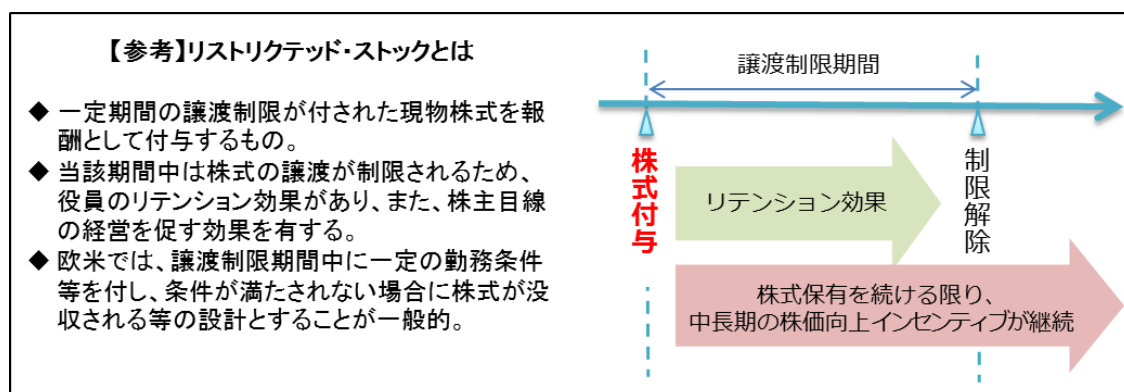 【参考】リストリクテッド・ストックとは
◆ 一定期間の譲渡制限が付された現物株式を報
酬として付与するもの。
◆ 当該期間中は株式の譲渡が制限されるため、
役員のリテンション効果があり、また、株主目線
の経営を促す効果を有する。
◆ 欧米では、譲渡制限期間中に一定の勤務条件
等を付し、条件が満たされない場合に株式が没
収される等の設計とすることが一般的。
譲渡制限期間
株式付与
制限解除
リテンション効果
株式保有を続ける限り、
中長期の株価向上インセンティブが継続